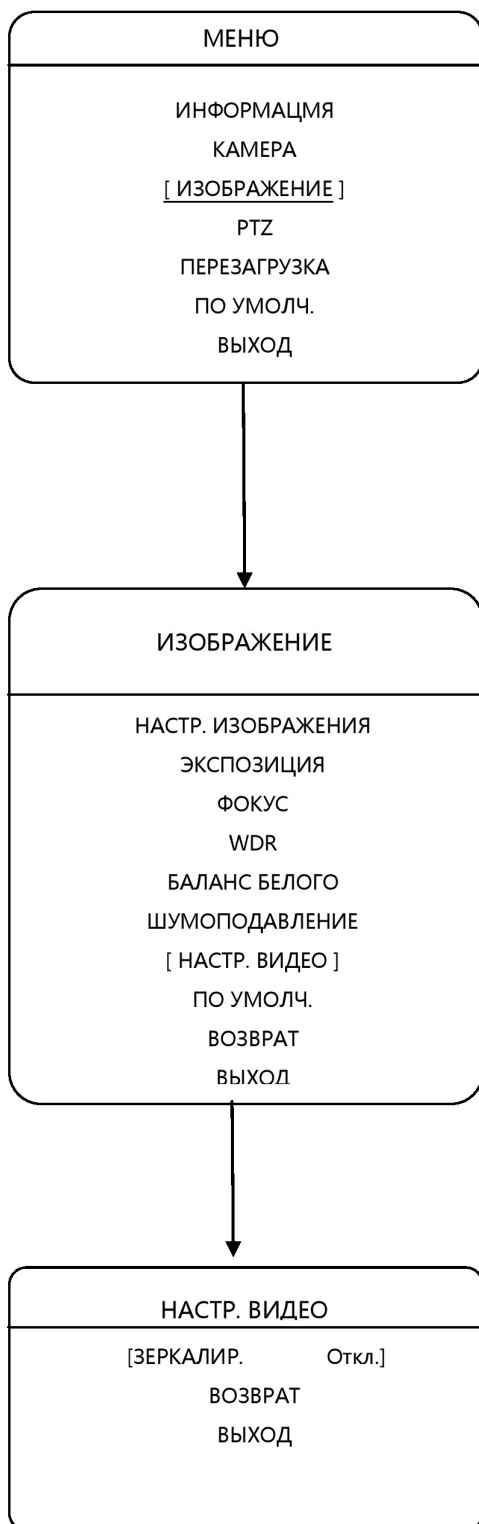 МЕНЮ
ИНФОРМАЦМЯ
КАМЕРА
[ ИЗОБРАЖЕНИЕ ]
PTZ
ПЕРЕЗАГРУЗКА
ПО УМОЛЧ.
ВЫХОД
ИЗОБРАЖЕНИЕ
НАСТР. ИЗОБРАЖЕНИЯ
ЭКСПОЗИЦИЯ
ФОКУС
WDR
БАЛАНС БЕЛОГО
ШУМОПОДАВЛЕНИЕ
[ НАСТР. ВИДЕО ]
ПО УМОЛЧ.
ВОЗВРАТ
ВЫХОД
НАСТР. ВИДЕО
[ЗЕРКАЛИР. Откл.]
ВОЗВРАТ
ВЫХОД